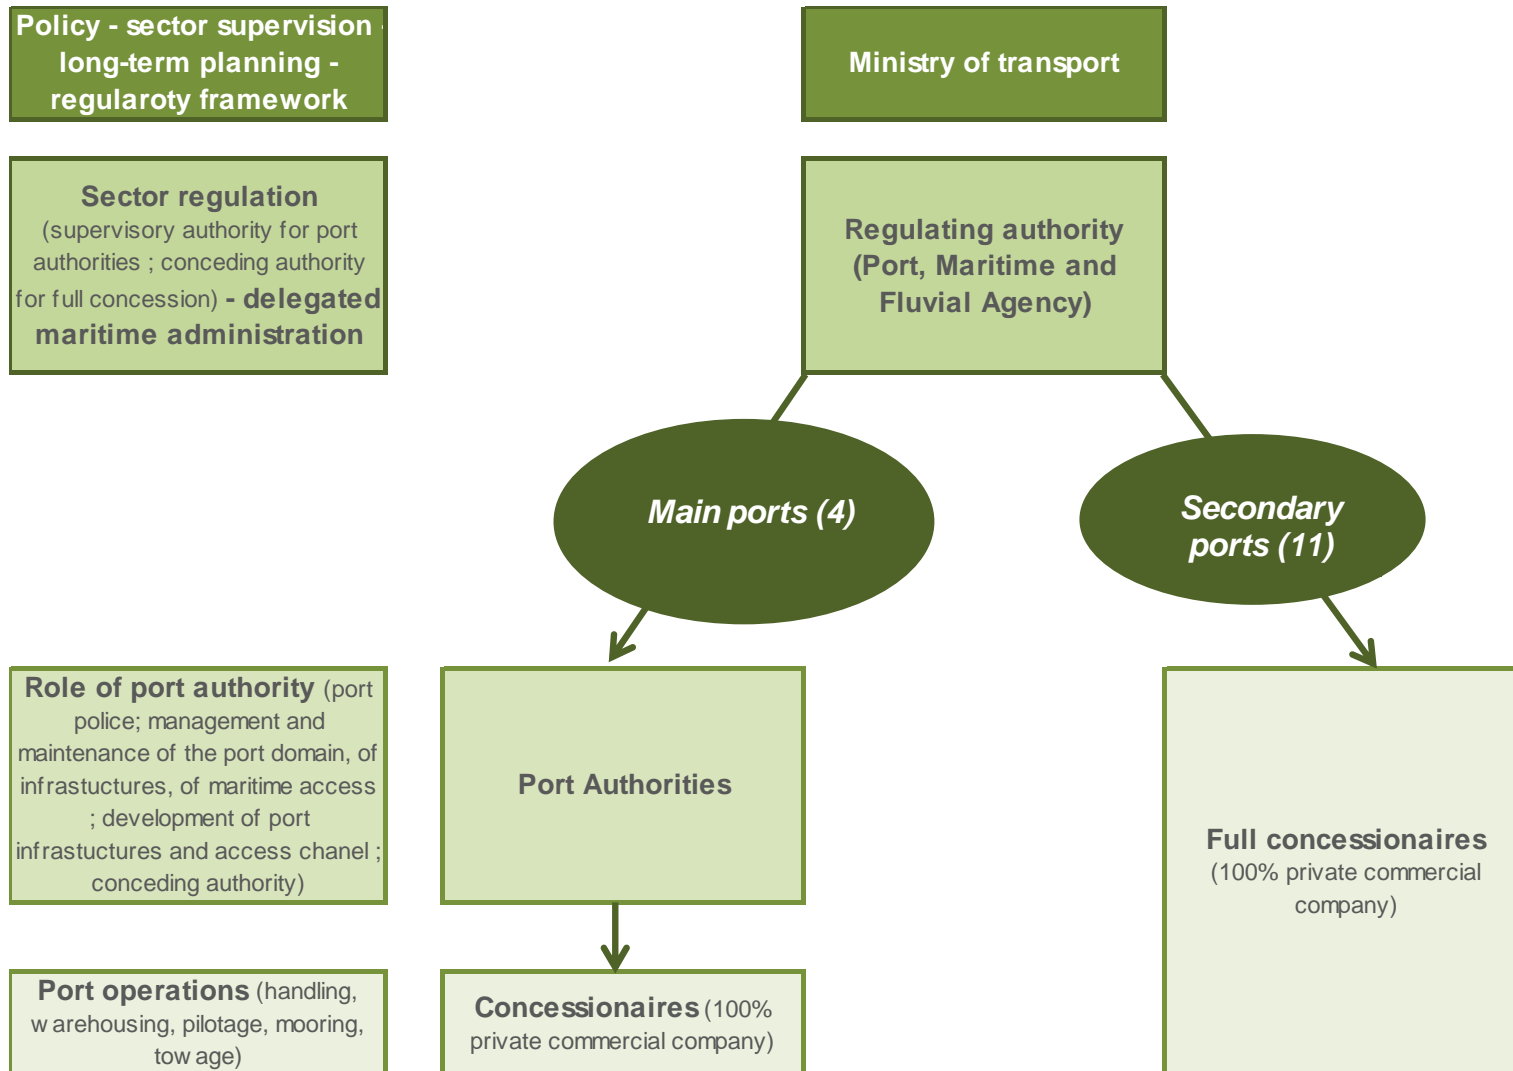 Policy - sector supervision -
long-term planning -
regularoty framework
Ministry of transport
Sector regulation
(supervisory authority for port
authorities ; conceding authority
for full concession) - delegated
maritime administration
Regulating authority
(Port, Maritime and
Fluvial Agency)
Main ports (4)
Secondary
ports (11)
Role of port authority (port
police; management and
maintenance of the port domain, of
infrastuctures, of maritime access
; development of port
infrastuctures and access chanel ;
conceding authority)
Port Authorities
Full concessionaires
(100% private commercial
company)
Port operations (handling,
warehousing, pilotage, mooring,
towage)
Concessionaires (100%
private commercial company)